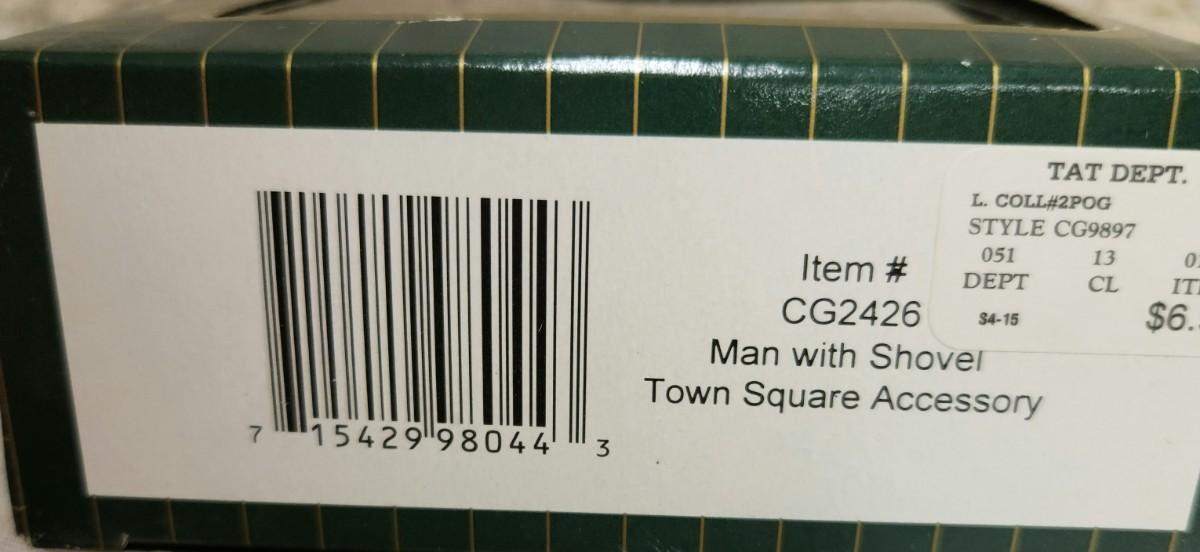 TAT DEPT.
L. COLL#2POG
STYLE CG9897
051 13
DEPT CL
S4-15 $6.
Item #
CG2426
Man with Shovel
Town Square Accessory
7 15429 98044 3